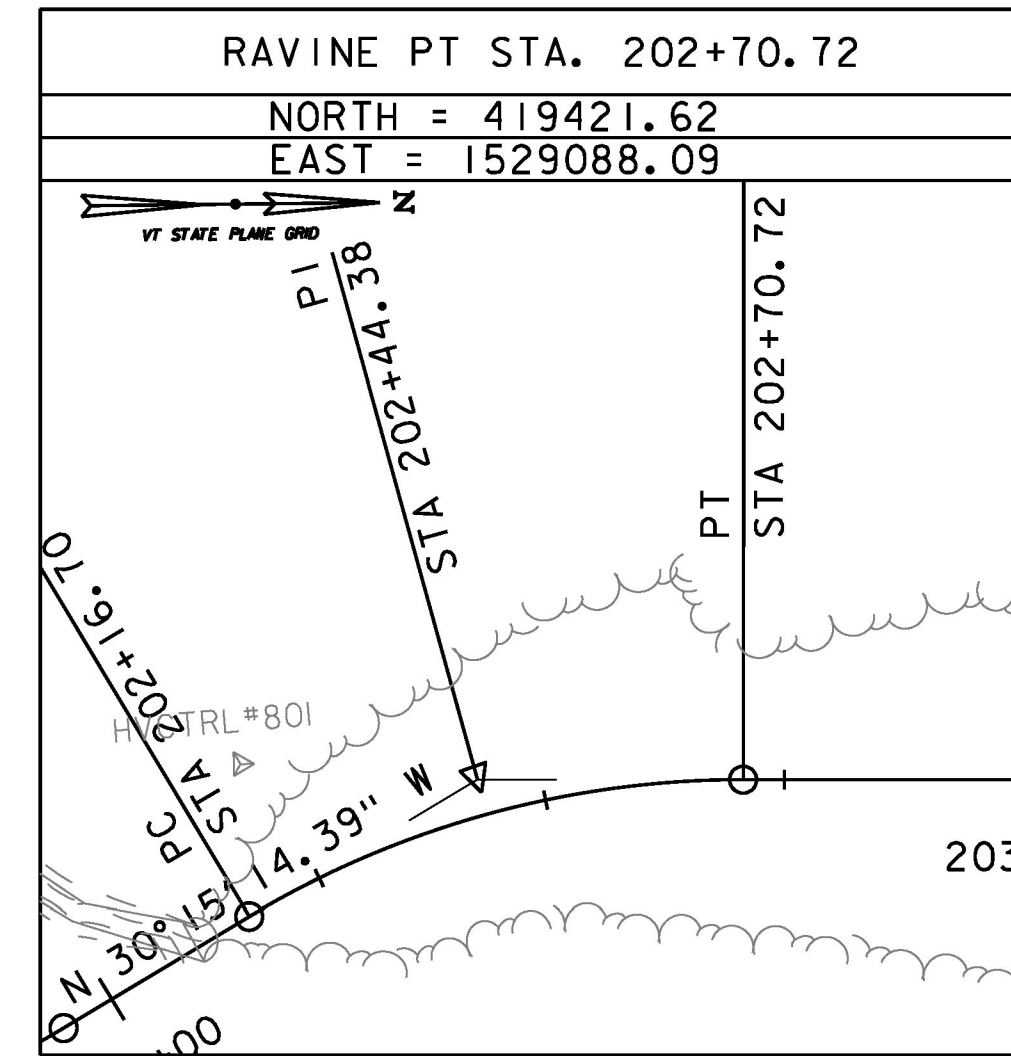 RAVINE PT STA. 202+70.72
NORTH = 419421.62
EAST = 1529088.09
N
VT STATE PLANE GRID
PI
STA 202+44.38
PT
STA 202+70.72
PC
STA 202+16.70
HVCTRL#801
N 30° 15' 14.39" W
203
+00